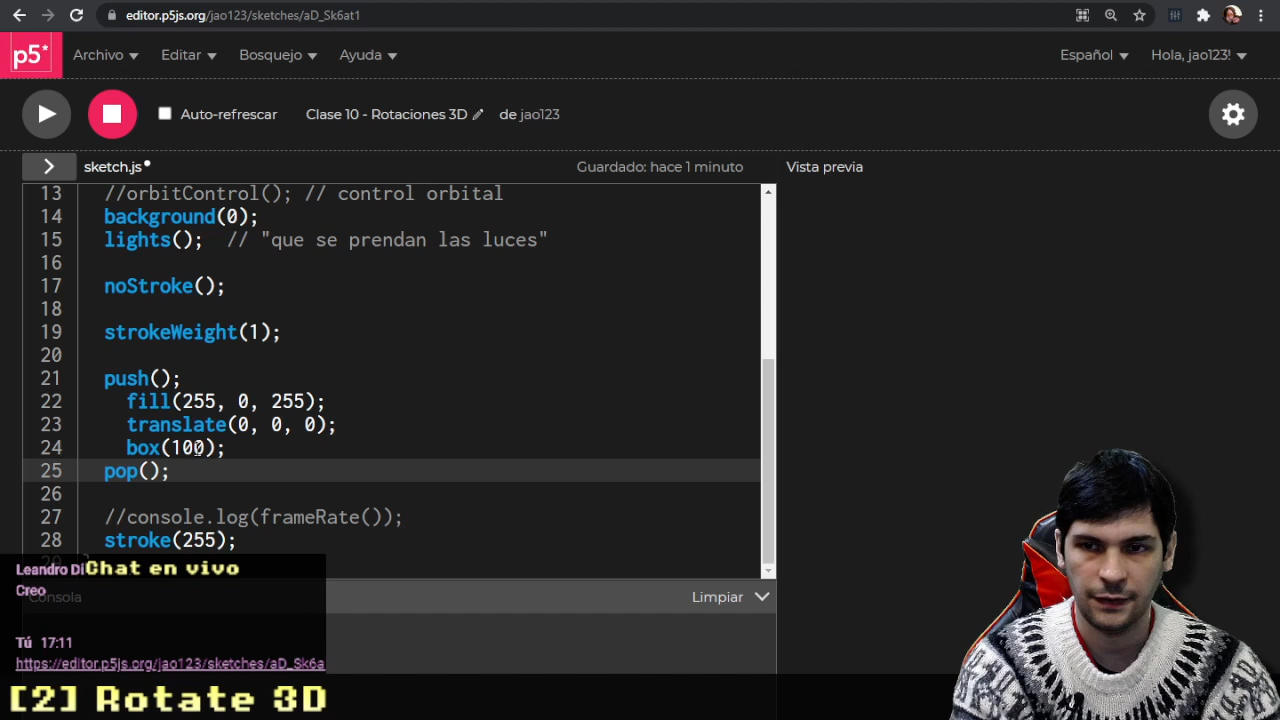 editor.p5js.org/jao123/sketches/aD_Sk6at1
p5*
Archivo
Editar
Bosquejo
Ayuda
Español
Hola, jao123!
Auto-refrescar
Clase 10 - Rotaciones 3D
de jao123
sketch.js
Guardado: hace 1 minuto
Vista previa
13 //orbitControl(); // control orbital
14 background(0);
15 lights(); // "que se prendan las luces"
16
17 noStroke();
18
19 strokeWeight(1);
20
21 push();
22 fill(255, 0, 255);
23 translate(0, 0, 0);
24 box(100);
25 pop();
26
27 //console.log(frameRate());
28 stroke(255);
Leandro Di
Chat en vivo
Creo
Consola
Limpiar
Tú 17:11
https://editor.p5js.org/jao123/sketches/aD_Sk6a
[2] Rotate 3D